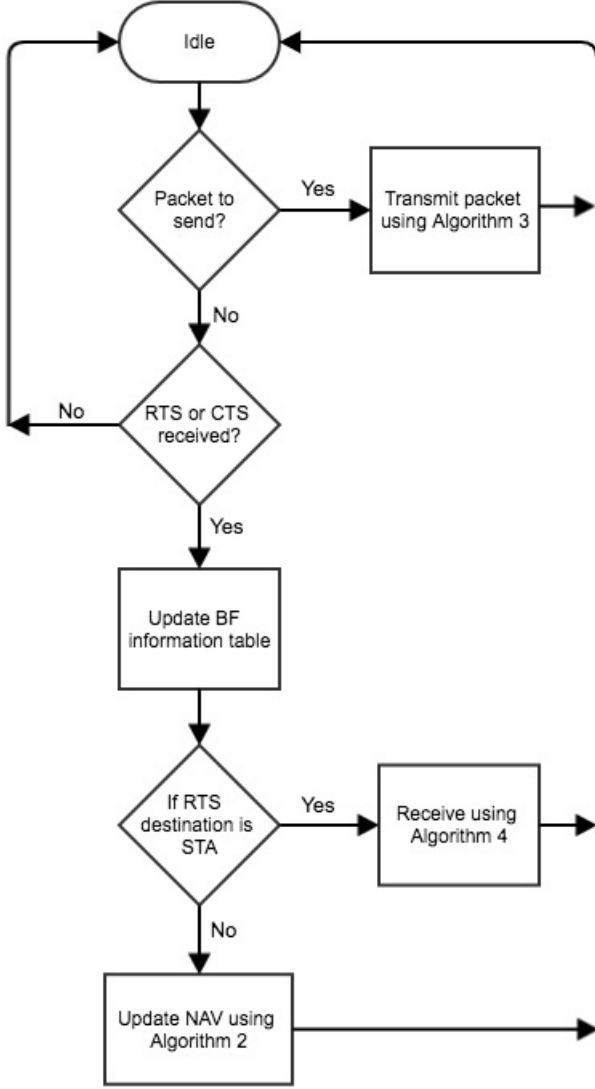 Idle
Packet to
send?
Yes
Transmit packet
using Algorithm 3
No
RTS or CTS
received?
No
Yes
Update BF
information table
If RTS
destination is
STA
Yes
Receive using
Algorithm 4
No
Update NAV using
Algorithm 2